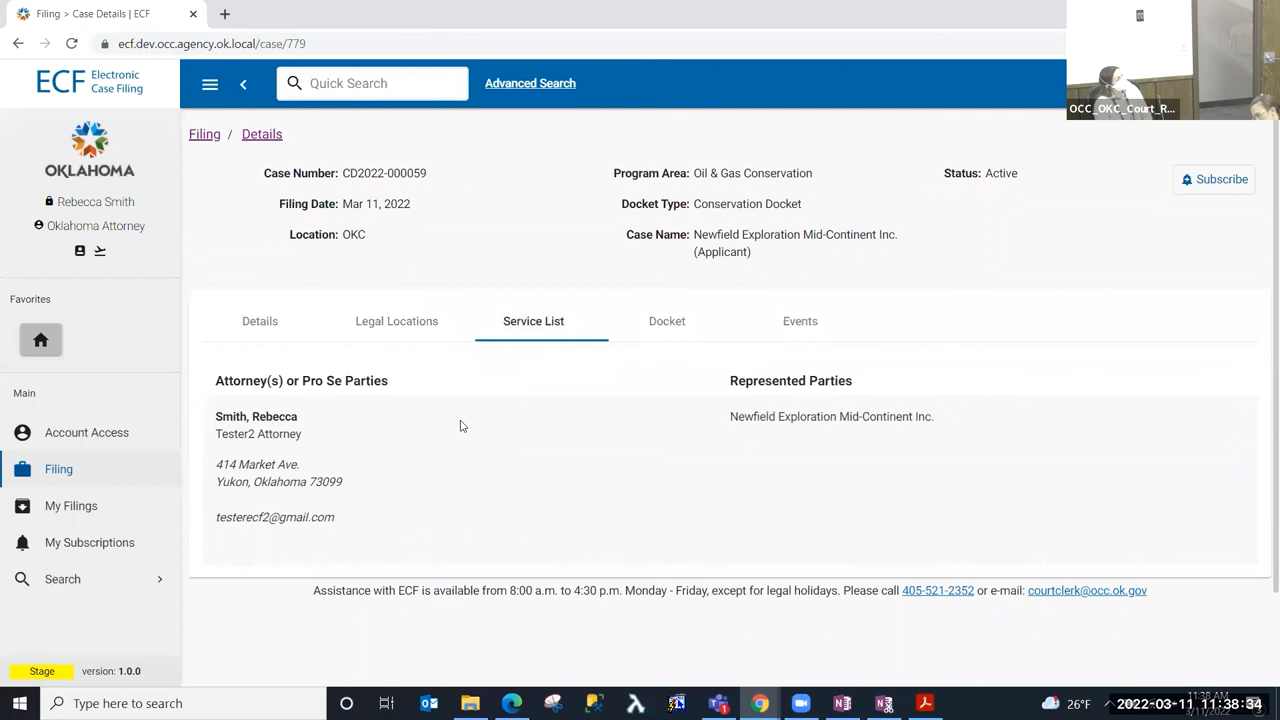 Filing > Case Details | ECF
ecf.dev.occ.agency.ok.local/case/779
ECF Electronic Case Filing
Quick Search
Advanced Search
OCC_OKC_Court_R...
OKLAHOMA
Rebecca Smith
Oklahoma Attorney
Favorites
Main
Account Access
Filing
My Filings
My Subscriptions
Search
Stage version: 1.0.0
Filing / Details
Case Number: CD2022-000059
Filing Date: Mar 11, 2022
Location: OKC
Program Area: Oil & Gas Conservation
Docket Type: Conservation Docket
Case Name: Newfield Exploration Mid-Continent Inc.
(Applicant)
Status: Active
Subscribe
Details Legal Locations Service List Docket Events
Attorney(s) or Pro Se Parties
Represented Parties
Smith, Rebecca
Newfield Exploration Mid-Continent Inc.
Tester2 Attorney
414 Market Ave.
Yukon, Oklahoma 73099
testerecf2@gmail.com
Assistance with ECF is available from 8:00 a.m. to 4:30 p.m. Monday - Friday, except for legal holidays. Please call 405-521-2352 or e-mail: courtclerk@occ.ok.gov
Type here to search
26°F
11:38 AM
2022-03-11 11:38:34
3/11/2022